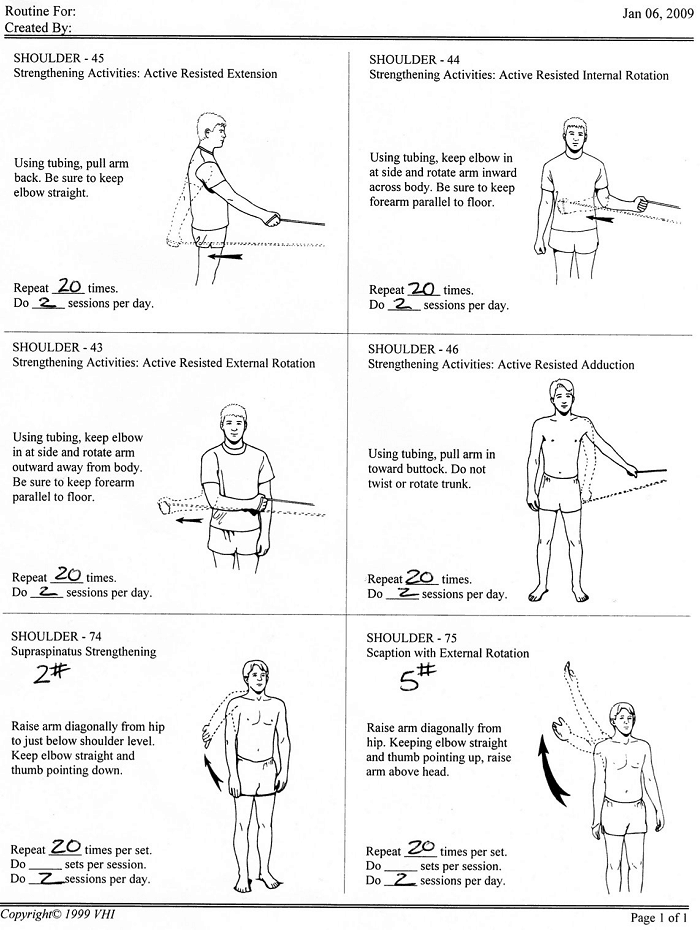 Routine For:
Created By:
Jan 06, 2009
SHOULDER - 45
Strengthening Activities: Active Resisted Extension
Using tubing, pull arm
back. Be sure to keep
elbow straight.
Repeat 20 times.
Do 2 sessions per day.
SHOULDER - 44
Strengthening Activities: Active Resisted Internal Rotation
Using tubing, keep elbow in
at side and rotate arm inward
across body. Be sure to keep
forearm parallel to floor.
Repeat 20 times.
Do 2 sessions per day.
SHOULDER - 43
Strengthening Activities: Active Resisted External Rotation
Using tubing, keep elbow
in at side and rotate arm
outward away from body.
Be sure to keep forearm
parallel to floor.
Repeat 20 times.
Do 2 sessions per day.
SHOULDER - 46
Strengthening Activities: Active Resisted Adduction
Using tubing, pull arm in
toward buttock. Do not
twist or rotate trunk.
Repeat 20 times.
Do 2 sessions per day.
SHOULDER - 74
Supraspinatus Strengthening
2#
Raise arm diagonally from hip
to just below shoulder level.
Keep elbow straight and
thumb pointing down.
Repeat 20 times per set.
Do ____ sets per session.
Do 2 sessions per day.
SHOULDER - 75
Scaption with External Rotation
5#
Raise arm diagonally from
hip. Keeping elbow straight
and thumb pointing up, raise
arm above head.
Repeat 20 times per set.
Do ____ sets per session.
Do 2 sessions per day.
Copyright© 1999 VHI
Page 1 of 1